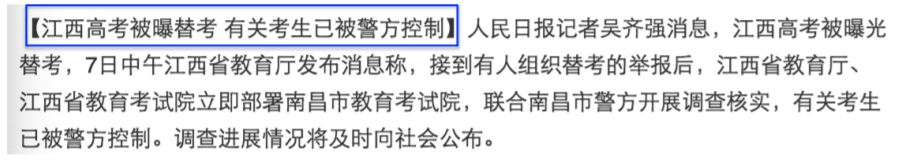 【江西高考被曝替考 有关考生已被警方控制】人民日报记者吴齐强消息，江西高考被曝光
替考，7日中午江西省教育厅发布消息称，接到有人组织替考的举报后，江西省教育厅、
江西省教育考试院立即部署南昌市教育考试院，联合南昌市警方开展调查核实，有关考生
已被警方控制。调查进展情况将及时向社会公布。